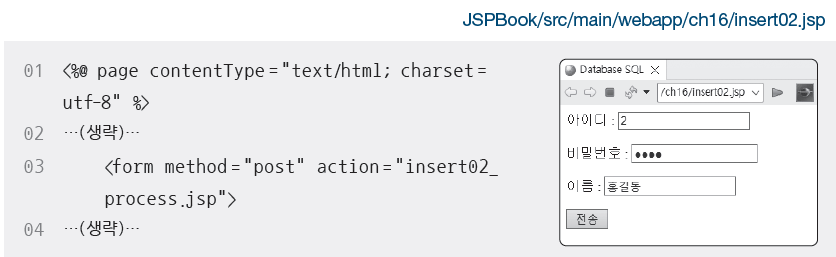 JSPBook/src/main/webapp/ch16/insert02.jsp
01 <%@ page contentType="text/html; charset=
utf-8" %>
02 …(생략)…
03 <form method="post" action="insert02_
process.jsp">
04 …(생략)…
Database SQL
/ch16/insert02.jsp
아이디 : 2
비밀번호 : ●●●●
이름 : 홍길동
전송